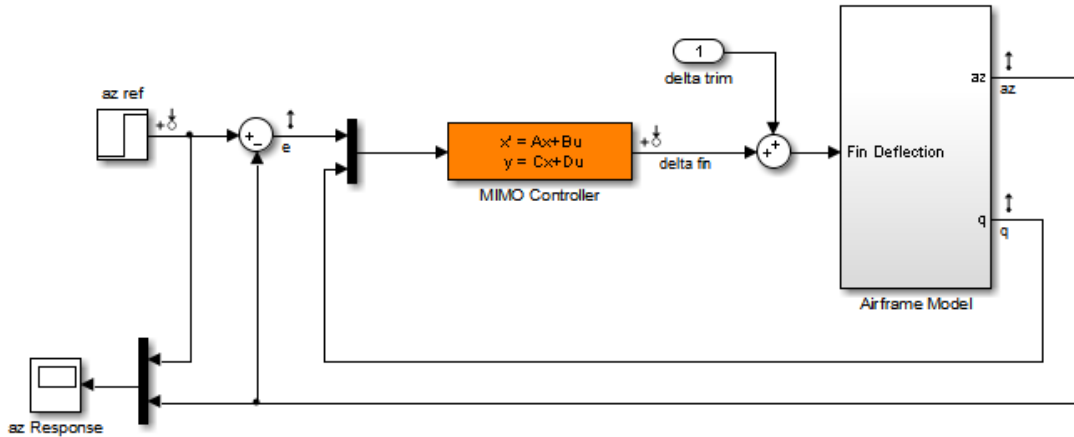 1
delta trim
az ref
az
az
+
+
-
e
x' = Ax+Bu
y = Cx+Du
+
delta fin
+
+
Fin Deflection
MIMO Controller
q
q
Airframe Model
az Response